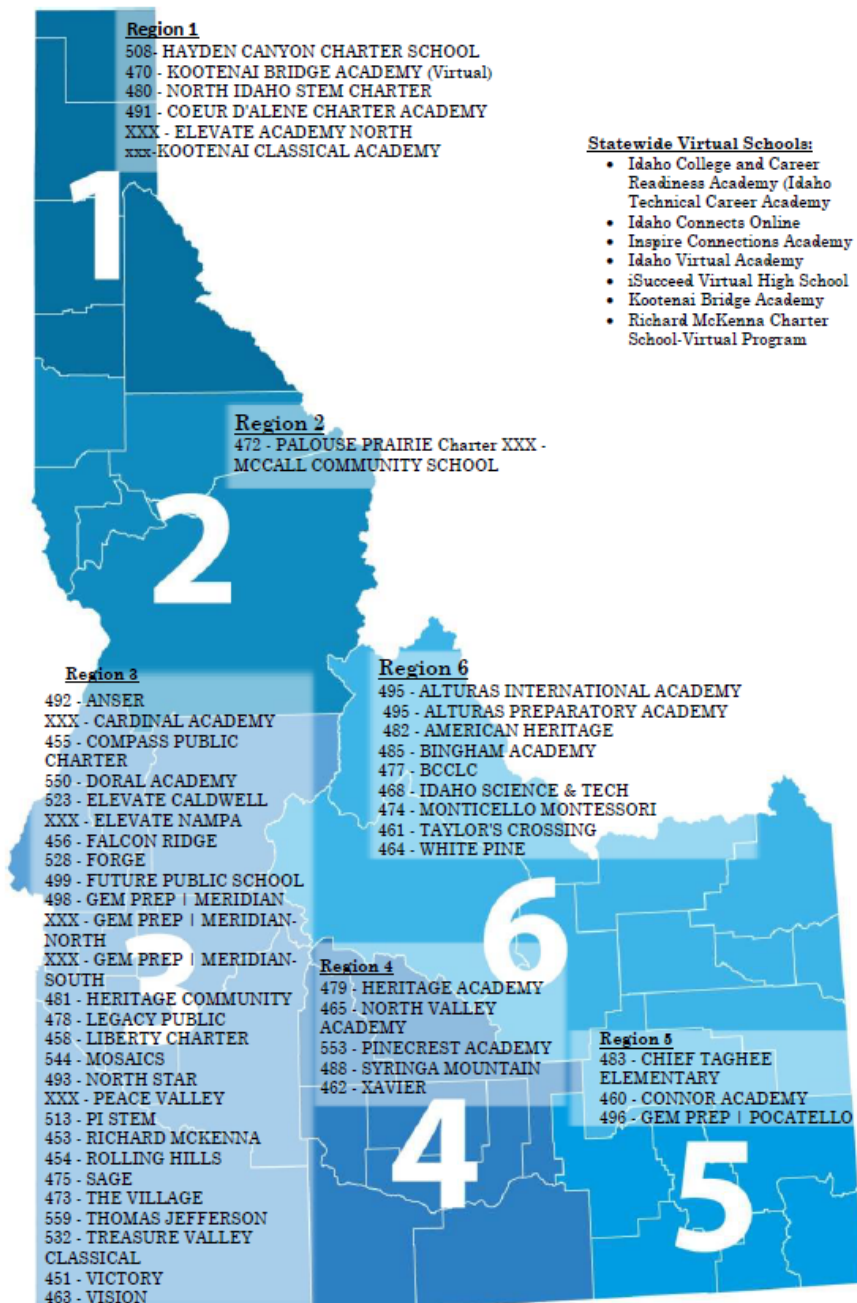 Region 1
508- HAYDEN CANYON CHARTER SCHOOL
470 - KOOTENAI BRIDGE ACADEMY (Virtual)
480 - NORTH IDAHO STEM CHARTER
491 - COEUR D'ALENE CHARTER ACADEMY
XXX - ELEVATE ACADEMY NORTH
xxx-KOOTENAI CLASSICAL ACADEMY
1
Statewide Virtual Schools:
• Idaho College and Career
Readiness Academy (Idaho
Technical Career Academy
• Idaho Connects Online
• Inspire Connections Academy
• Idaho Virtual Academy
• iSucceed Virtual High School
• Kootenai Bridge Academy
• Richard McKenna Charter
School-Virtual Program
Region 2
472 - PALOUSE PRAIRIE Charter XXX -
MCCALL COMMUNITY SCHOOL
2
Region 3
492 - ANSER
XXX - CARDINAL ACADEMY
455 - COMPASS PUBLIC
CHARTER
550 - DORAL ACADEMY
523 - ELEVATE CALDWELL
XXX - ELEVATE NAMPA
456 - FALCON RIDGE
528 - FORGE
499 - FUTURE PUBLIC SCHOOL
498 - GEM PREP | MERIDIAN
XXX - GEM PREP | MERIDIAN-
NORTH
XXX - GEM PREP | MERIDIAN-
SOUTH
481 - HERITAGE COMMUNITY
478 - LEGACY PUBLIC
458 - LIBERTY CHARTER
544 - MOSAICS
493 - NORTH STAR
XXX - PEACE VALLEY
513 - PI STEM
453 - RICHARD MCKENNA
454 - ROLLING HILLS
475 - SAGE
473 - THE VILLAGE
559 - THOMAS JEFFERSON
532 - TREASURE VALLEY
CLASSICAL
451 - VICTORY
463 - VISION
3
Region 6
495 - ALTURAS INTERNATIONAL ACADEMY
495 - ALTURAS PREPARATORY ACADEMY
482 - AMERICAN HERITAGE
485 - BINGHAM ACADEMY
477 - BCCLC
468 - IDAHO SCIENCE & TECH
474 - MONTICELLO MONTESSORI
461 - TAYLOR'S CROSSING
464 - WHITE PINE
6
Region 4
479 - HERITAGE ACADEMY
465 - NORTH VALLEY
ACADEMY
553 - PINECREST ACADEMY
488 - SYRINGA MOUNTAIN
462 - XAVIER
4
Region 5
483 - CHIEF TAGHEE
ELEMENTARY
460 - CONNOR ACADEMY
496 - GEM PREP | POCATELLO
5